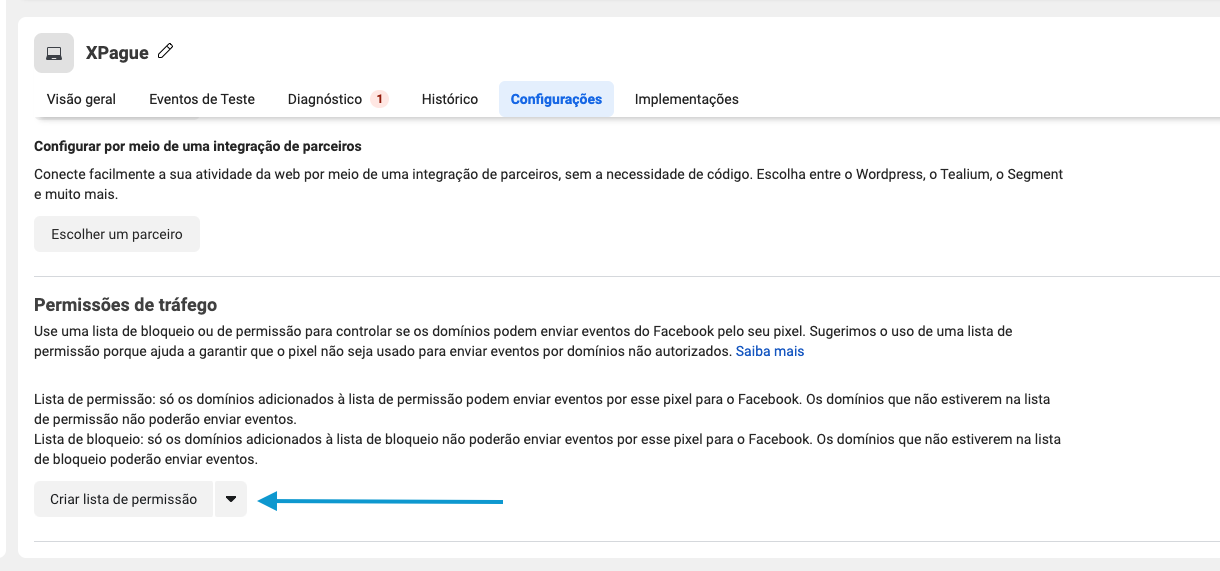 XPague
Visão geral
Eventos de Teste
Diagnóstico 1
Histórico
Configurações
Implementações
Configurar por meio de uma integração de parceiros
Conecte facilmente a sua atividade da web por meio de uma integração de parceiros, sem a necessidade de código. Escolha entre o Wordpress, o Tealium, o Segment
e muito mais.
Escolher um parceiro
Permissões de tráfego
Use uma lista de bloqueio ou de permissão para controlar se os domínios podem enviar eventos do Facebook pelo seu pixel. Sugerimos o uso de uma lista de
permissão porque ajuda a garantir que o pixel não seja usado para enviar eventos por domínios não autorizados. Saiba mais
Lista de permissão: só os domínios adicionados à lista de permissão podem enviar eventos por esse pixel para o Facebook. Os domínios que não estiverem na lista
de permissão não poderão enviar eventos.
Lista de bloqueio: só os domínios adicionados à lista de bloqueio não poderão enviar eventos por esse pixel para o Facebook. Os domínios que não estiverem na lista
de bloqueio poderão enviar eventos.
Criar lista de permissão